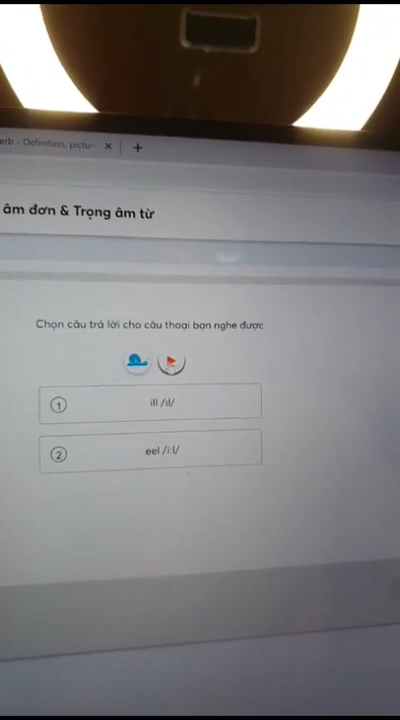 erb - Definition, pictur × | +
âm đơn & Trọng âm từ
Chọn câu trả lời cho câu thoại bạn nghe được
1 ill /ɪl/
2 eel /i:l/